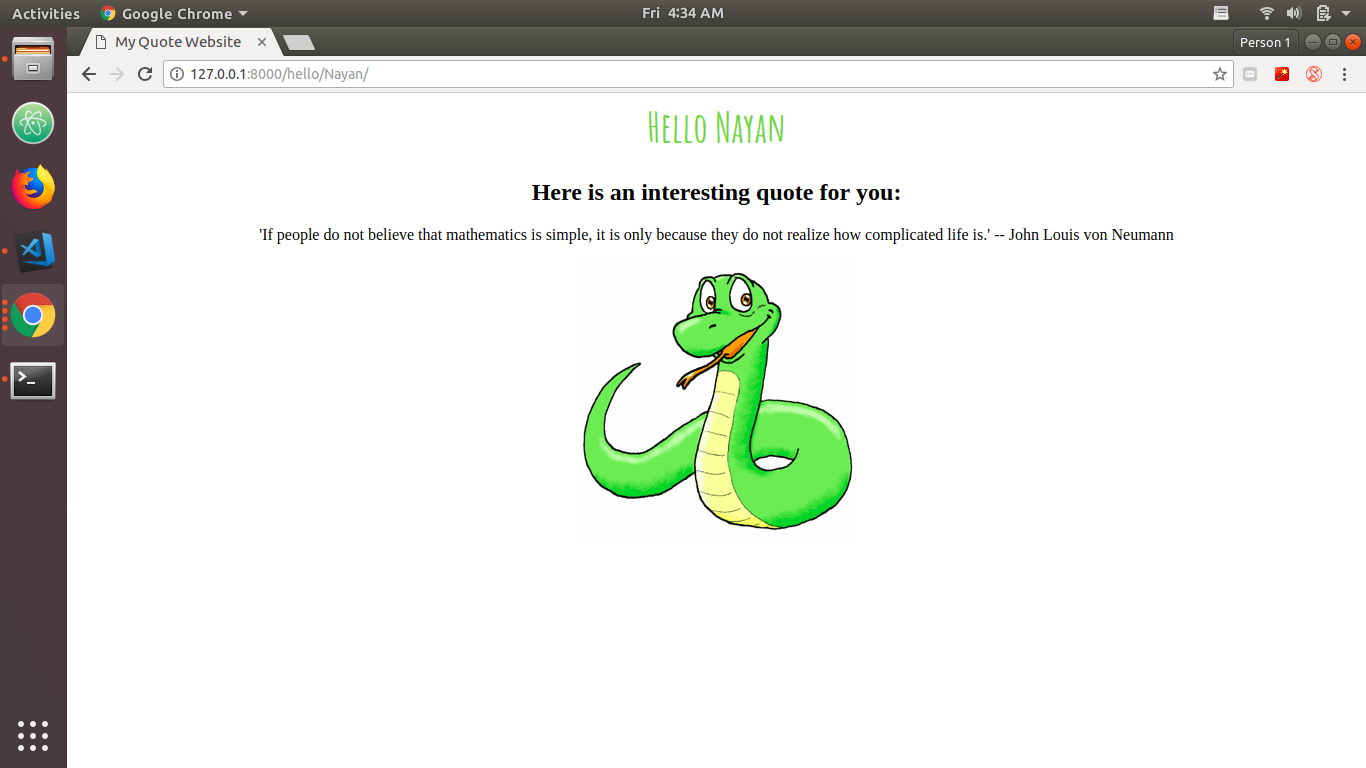 Activities Google Chrome Fri 4:34 AM
My Quote Website Person 1
127.0.0.1:8000/hello/Nayan/
Hello Nayan
Here is an interesting quote for you:
'If people do not believe that mathematics is simple, it is only because they do not realize how complicated life is.' -- John Louis von Neumann